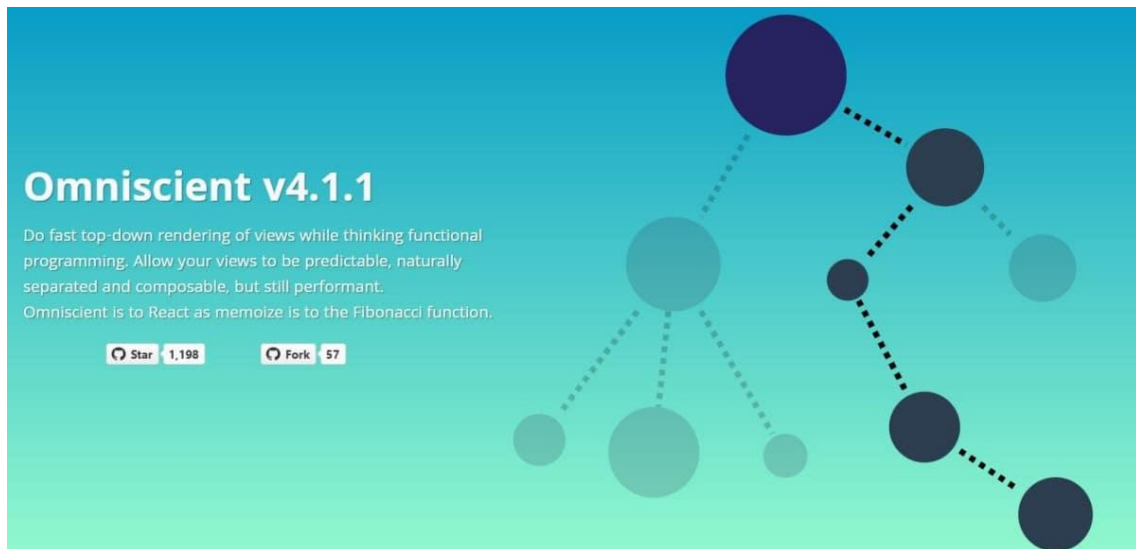 Omniscient v4.1.1
Do fast top-down rendering of views while thinking functional
programming. Allow your views to be predictable, naturally
separated and composable, but still performant.
Omniscient is to React as memoize is to the Fibonacci function.
Star 1,198 Fork 57